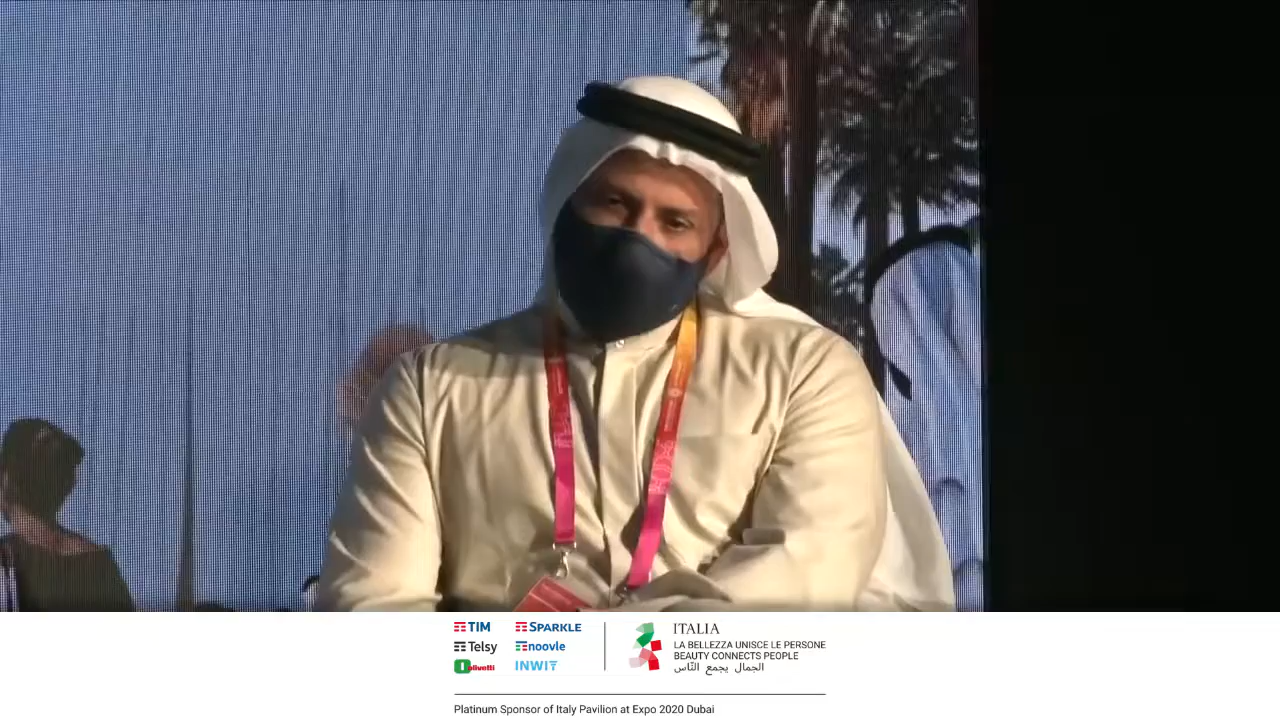 TIM
SPARKLE
Telsy
noovle
olivetti
INWIT
ITALIA
LA BELLEZZA UNISCE LE PERSONE
BEAUTY CONNECTS PEOPLE
الجمال يجمع النّاس
Platinum Sponsor of Italy Pavilion at Expo 2020 Dubai